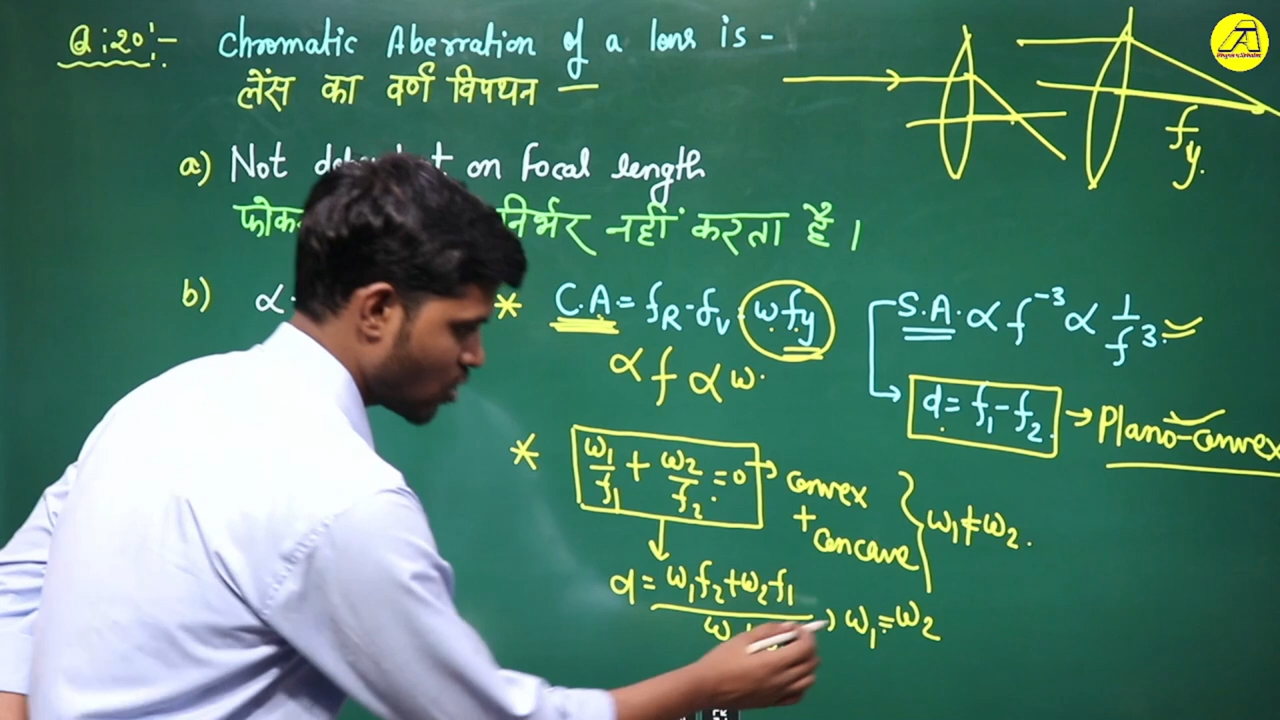 Q:20:- Chromatic Aberration of a lens is -
लेंस का वर्ण विपथन -
a) Not on focal length
निर्भर नहीं करता है।
b) α
* C.A = fR - fv = ωfy
α f α ω.
S.A. α f⁻³ α 1/f³
d = f₁ - f₂ → Plano-convex
* ω₁/f₁ + ω₂/f₂ = 0 → convex + concave } ω₁ ≠ ω₂.
d = ω₁f₂ + ω₂f₁ → ω₁ = ω₂
fy.